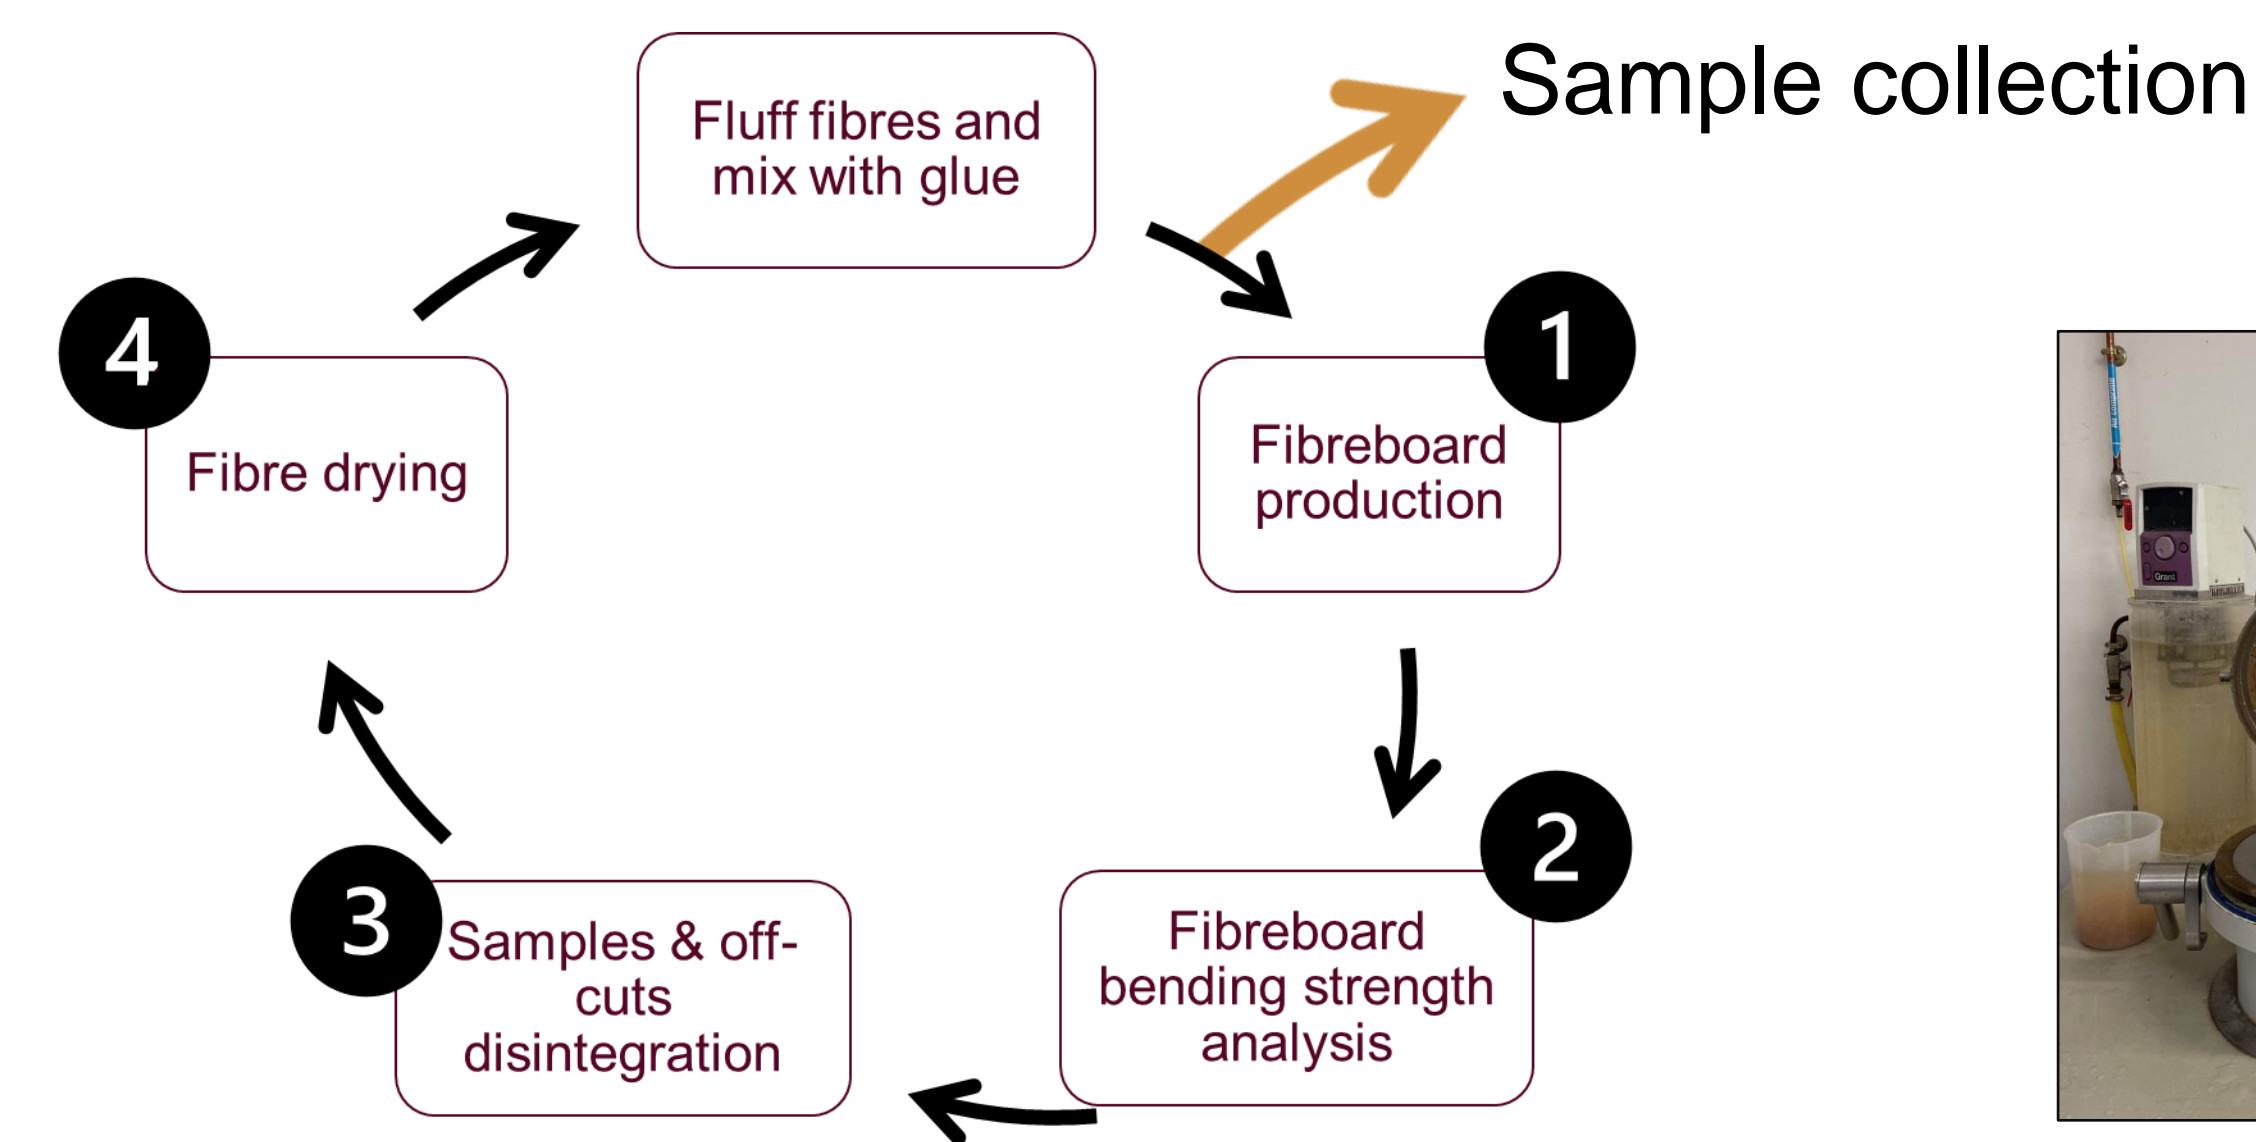 Sample collection
Fluff fibres and
mix with glue
1
Fibreboard
production
2
Fibreboard
bending strength
analysis
3
Samples & off-
cuts
disintegration
4
Fibre drying
Grant